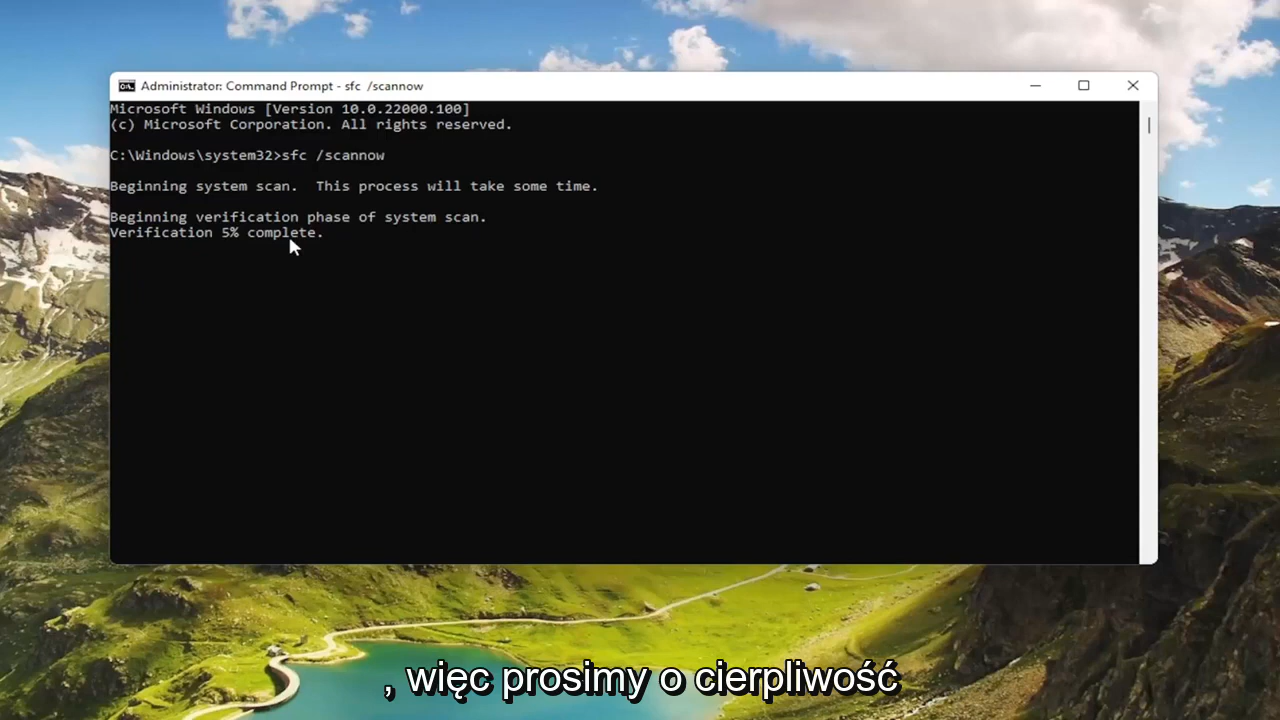 Administrator: Command Prompt - sfc /scannow
Microsoft Windows [Version 10.0.22000.100]
(c) Microsoft Corporation. All rights reserved.
C:\Windows\system32>sfc /scannow
Beginning system scan.  This process will take some time.
Beginning verification phase of system scan.
Verification 5% complete.
, więc prosimy o cierpliwość